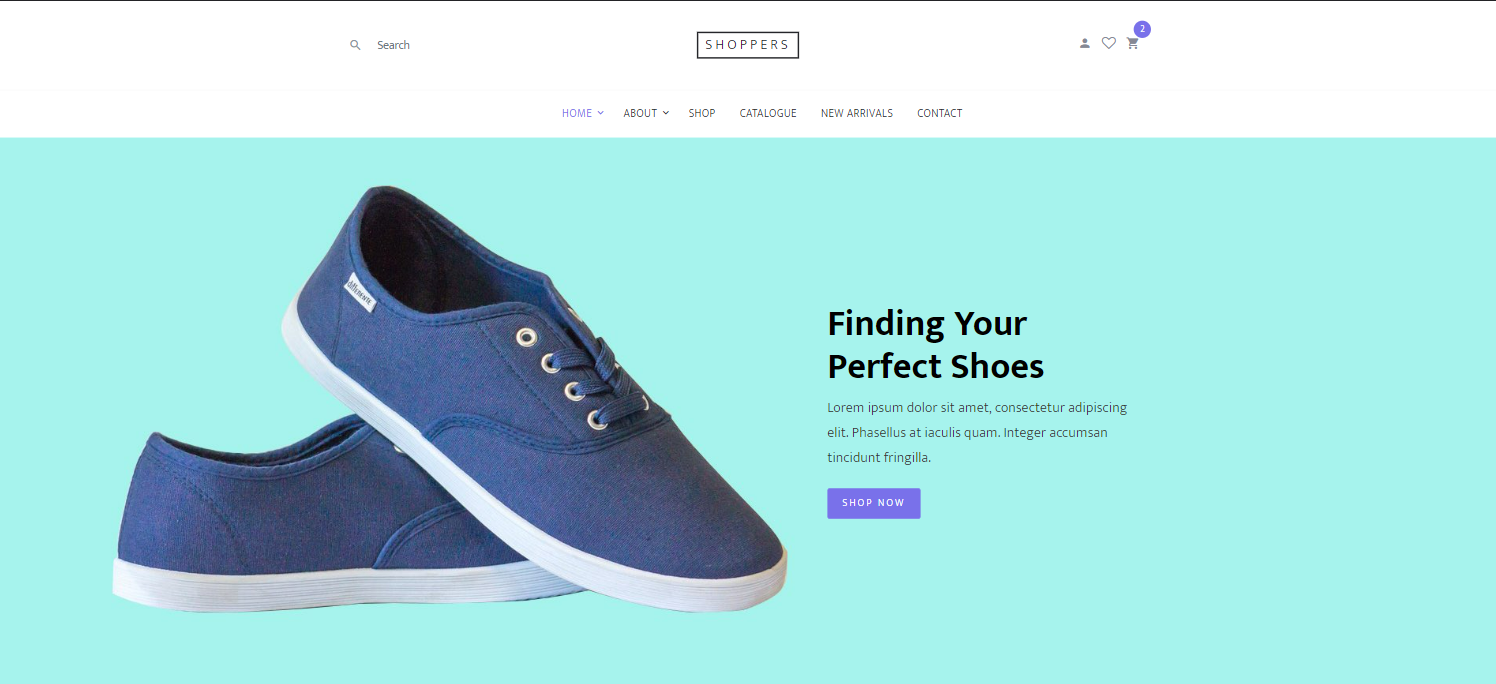 Search
SHOPPERS
2
HOME ABOUT SHOP CATALOGUE NEW ARRIVALS CONTACT
Finding Your
Perfect Shoes
Lorem ipsum dolor sit amet, consectetur adipiscing
elit. Phasellus at iaculis quam. Integer accumsan
tincidunt fringilla.
SHOP NOW